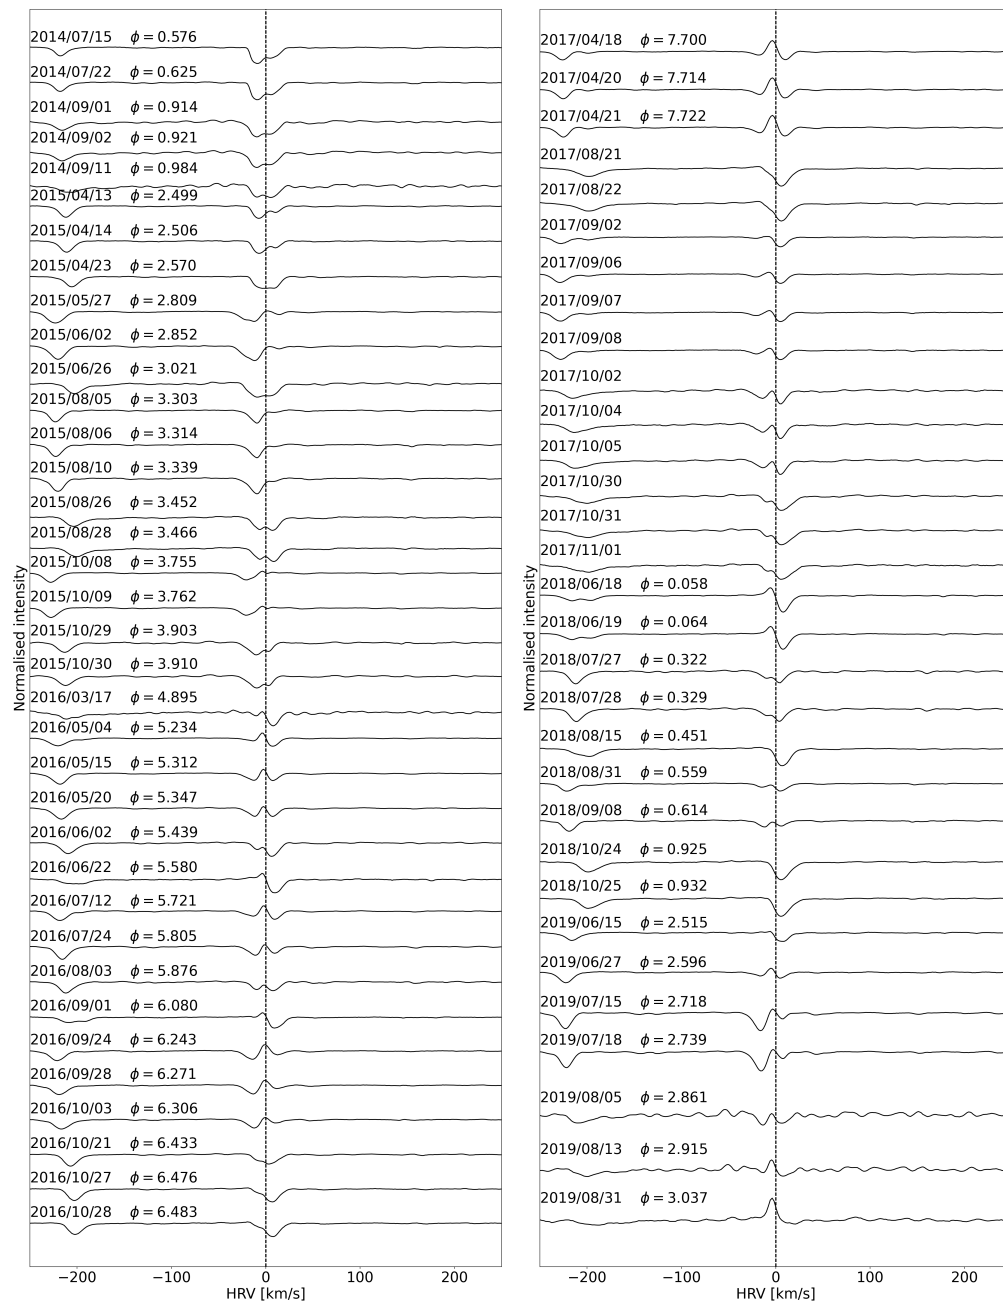 2014/07/15 ϕ = 0.576
2014/07/22 ϕ = 0.625
2014/09/01 ϕ = 0.914
2014/09/02 ϕ = 0.921
2014/09/11 ϕ = 0.984
2015/04/13 ϕ = 2.499
2015/04/14 ϕ = 2.506
2015/04/23 ϕ = 2.570
2015/05/27 ϕ = 2.809
2015/06/02 ϕ = 2.852
2015/06/26 ϕ = 3.021
2015/08/05 ϕ = 3.303
2015/08/06 ϕ = 3.314
2015/08/10 ϕ = 3.339
2015/08/26 ϕ = 3.452
2015/08/28 ϕ = 3.466
2015/10/08 ϕ = 3.755
2015/10/09 ϕ = 3.762
2015/10/29 ϕ = 3.903
2015/10/30 ϕ = 3.910
2016/03/17 ϕ = 4.895
2016/05/04 ϕ = 5.234
2016/05/15 ϕ = 5.312
2016/05/20 ϕ = 5.347
2016/06/02 ϕ = 5.439
2016/06/22 ϕ = 5.580
2016/07/12 ϕ = 5.721
2016/07/24 ϕ = 5.805
2016/08/03 ϕ = 5.876
2016/09/01 ϕ = 6.080
2016/09/24 ϕ = 6.243
2016/09/28 ϕ = 6.271
2016/10/03 ϕ = 6.306
2016/10/21 ϕ = 6.433
2016/10/27 ϕ = 6.476
2016/10/28 ϕ = 6.483
Normalised intensity
−200 −100 0 100 200
HRV [km/s]
2017/04/18 ϕ = 7.700
2017/04/20 ϕ = 7.714
2017/04/21 ϕ = 7.722
2017/08/21
2017/08/22
2017/09/02
2017/09/06
2017/09/07
2017/09/08
2017/10/02
2017/10/04
2017/10/05
2017/10/30
2017/10/31
2017/11/01
2018/06/18 ϕ = 0.058
2018/06/19 ϕ = 0.064
2018/07/27 ϕ = 0.322
2018/07/28 ϕ = 0.329
2018/08/15 ϕ = 0.451
2018/08/31 ϕ = 0.559
2018/09/08 ϕ = 0.614
2018/10/24 ϕ = 0.925
2018/10/25 ϕ = 0.932
2019/06/15 ϕ = 2.515
2019/06/27 ϕ = 2.596
2019/07/15 ϕ = 2.718
2019/07/18 ϕ = 2.739
2019/08/05 ϕ = 2.861
2019/08/13 ϕ = 2.915
2019/08/31 ϕ = 3.037
Normalised intensity
−200 −100 0 100 200
HRV [km/s]